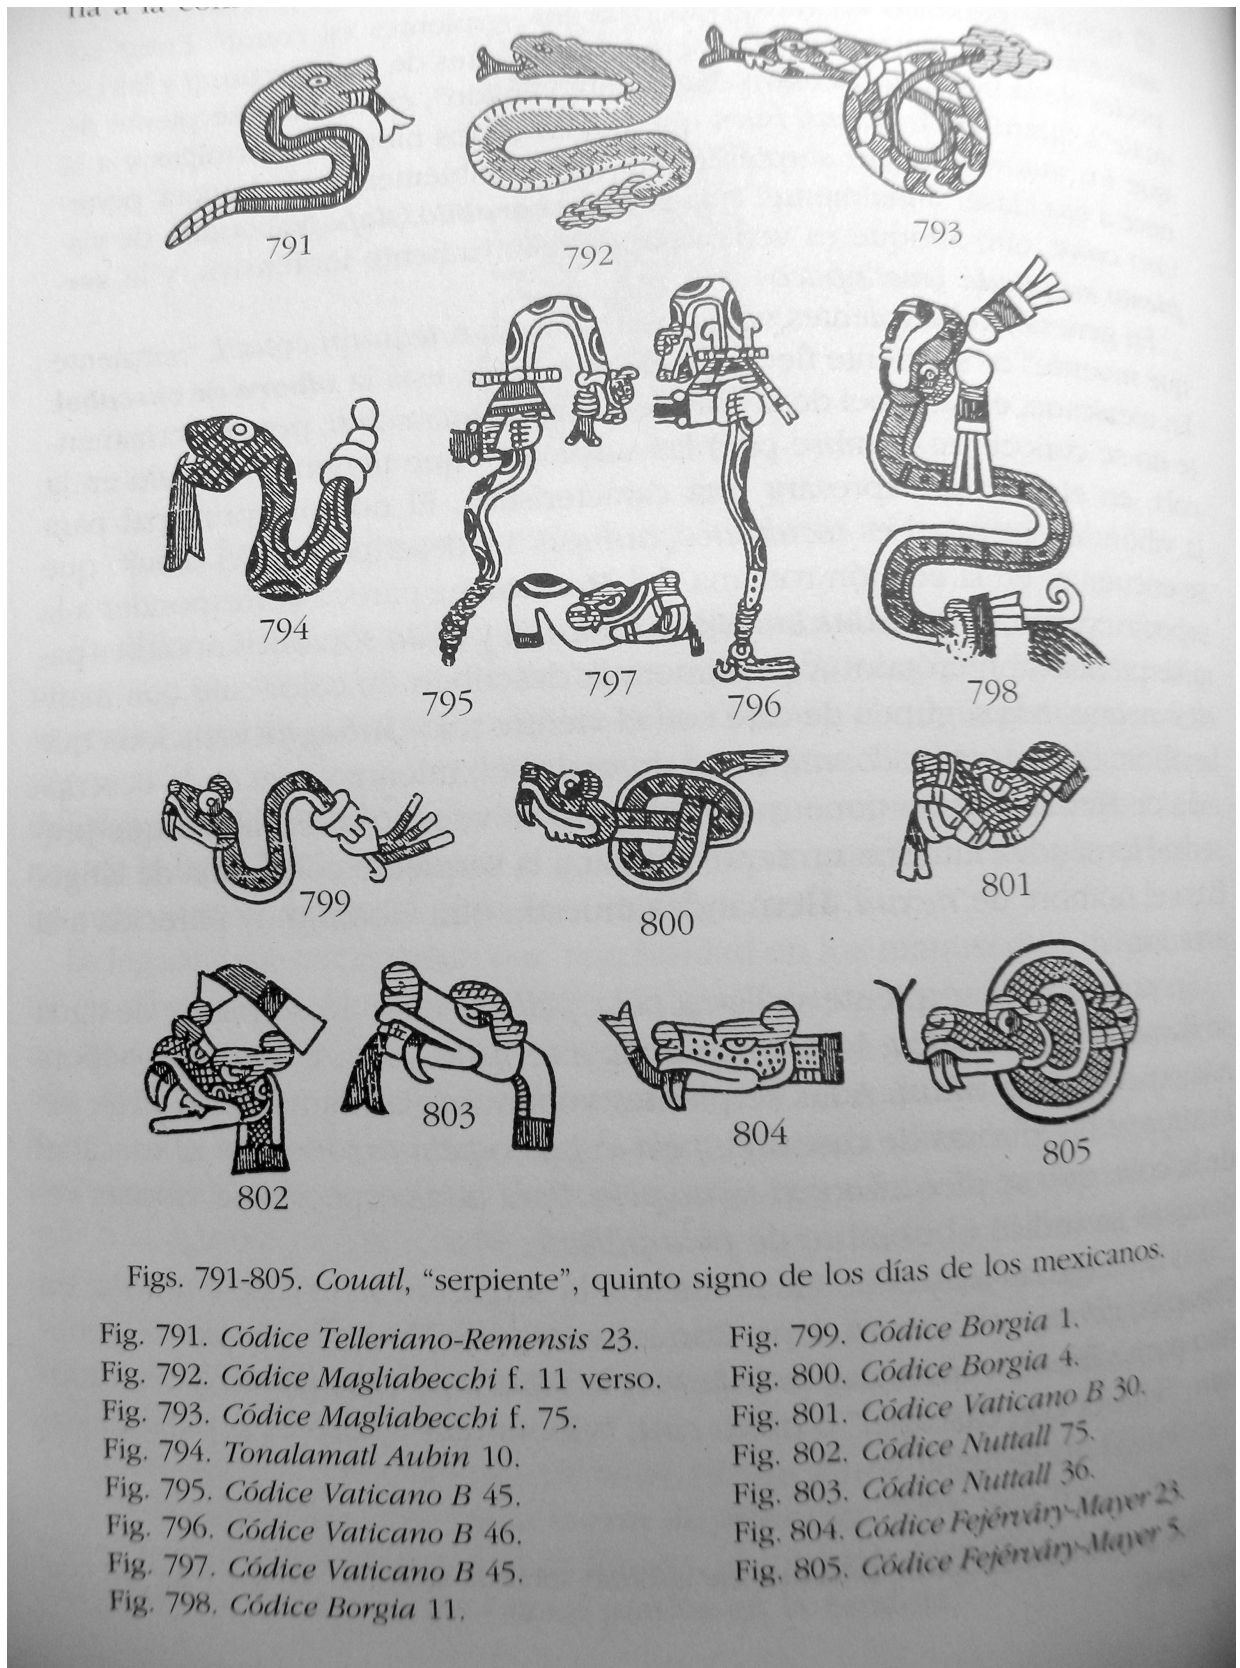 791
792
793
794
795
797
796
798
799
800
801
802
803
804
805
Figs. 791-805. Couatl, “serpiente”, quinto signo de los días de los mexicanos.
Fig. 791. Códice Telleriano-Remensis 23.
Fig. 792. Códice Magliabecchi f. 11 verso.
Fig. 793. Códice Magliabecchi f. 75.
Fig. 794. Tonalamatl Aubin 10.
Fig. 795. Códice Vaticano B 45.
Fig. 796. Códice Vaticano B 46.
Fig. 797. Códice Vaticano B 45.
Fig. 798. Códice Borgia 11.
Fig. 799. Códice Borgia 1.
Fig. 800. Códice Borgia 4.
Fig. 801. Códice Vaticano B 30.
Fig. 802. Códice Nuttall 75.
Fig. 803. Códice Nuttall 36.
Fig. 804. Códice Fejérváry-Mayer 23.
Fig. 805. Códice Fejérváry-Mayer 5.